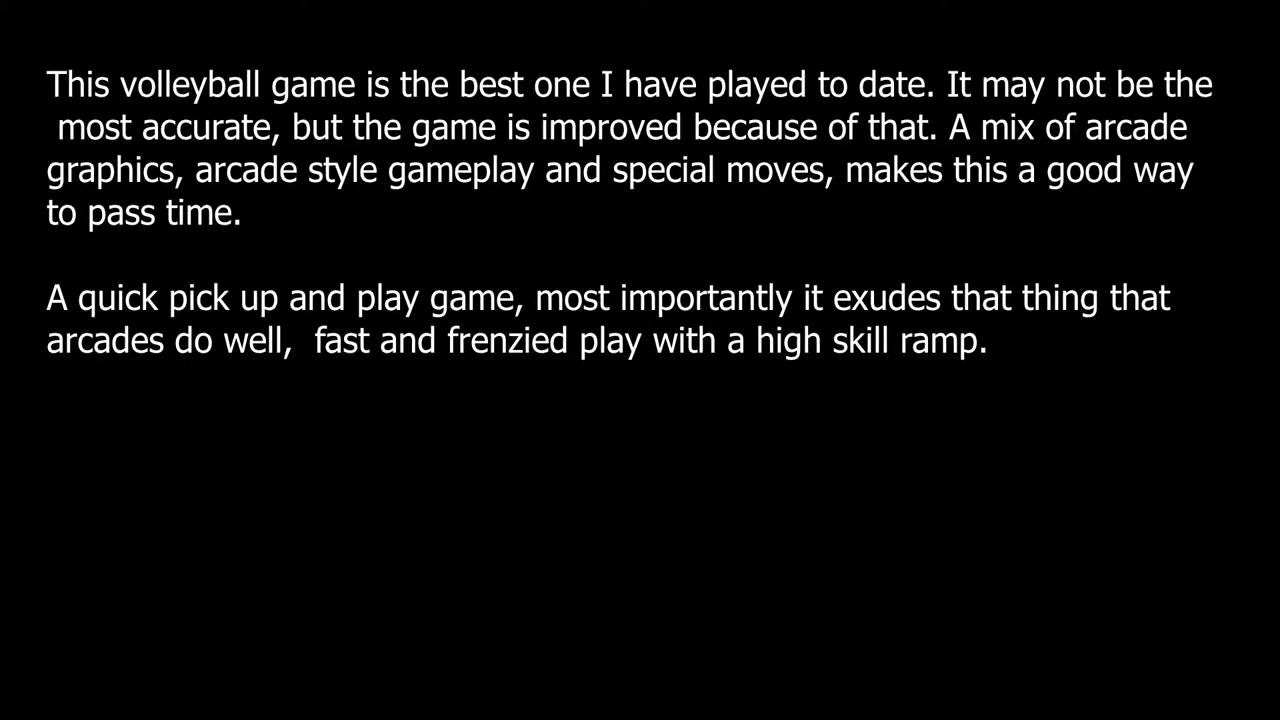 This volleyball game is the best one I have played to date. It may not be the
most accurate, but the game is improved because of that. A mix of arcade
graphics, arcade style gameplay and special moves, makes this a good way
to pass time.
A quick pick up and play game, most importantly it exudes that thing that
arcades do well,  fast and frenzied play with a high skill ramp.